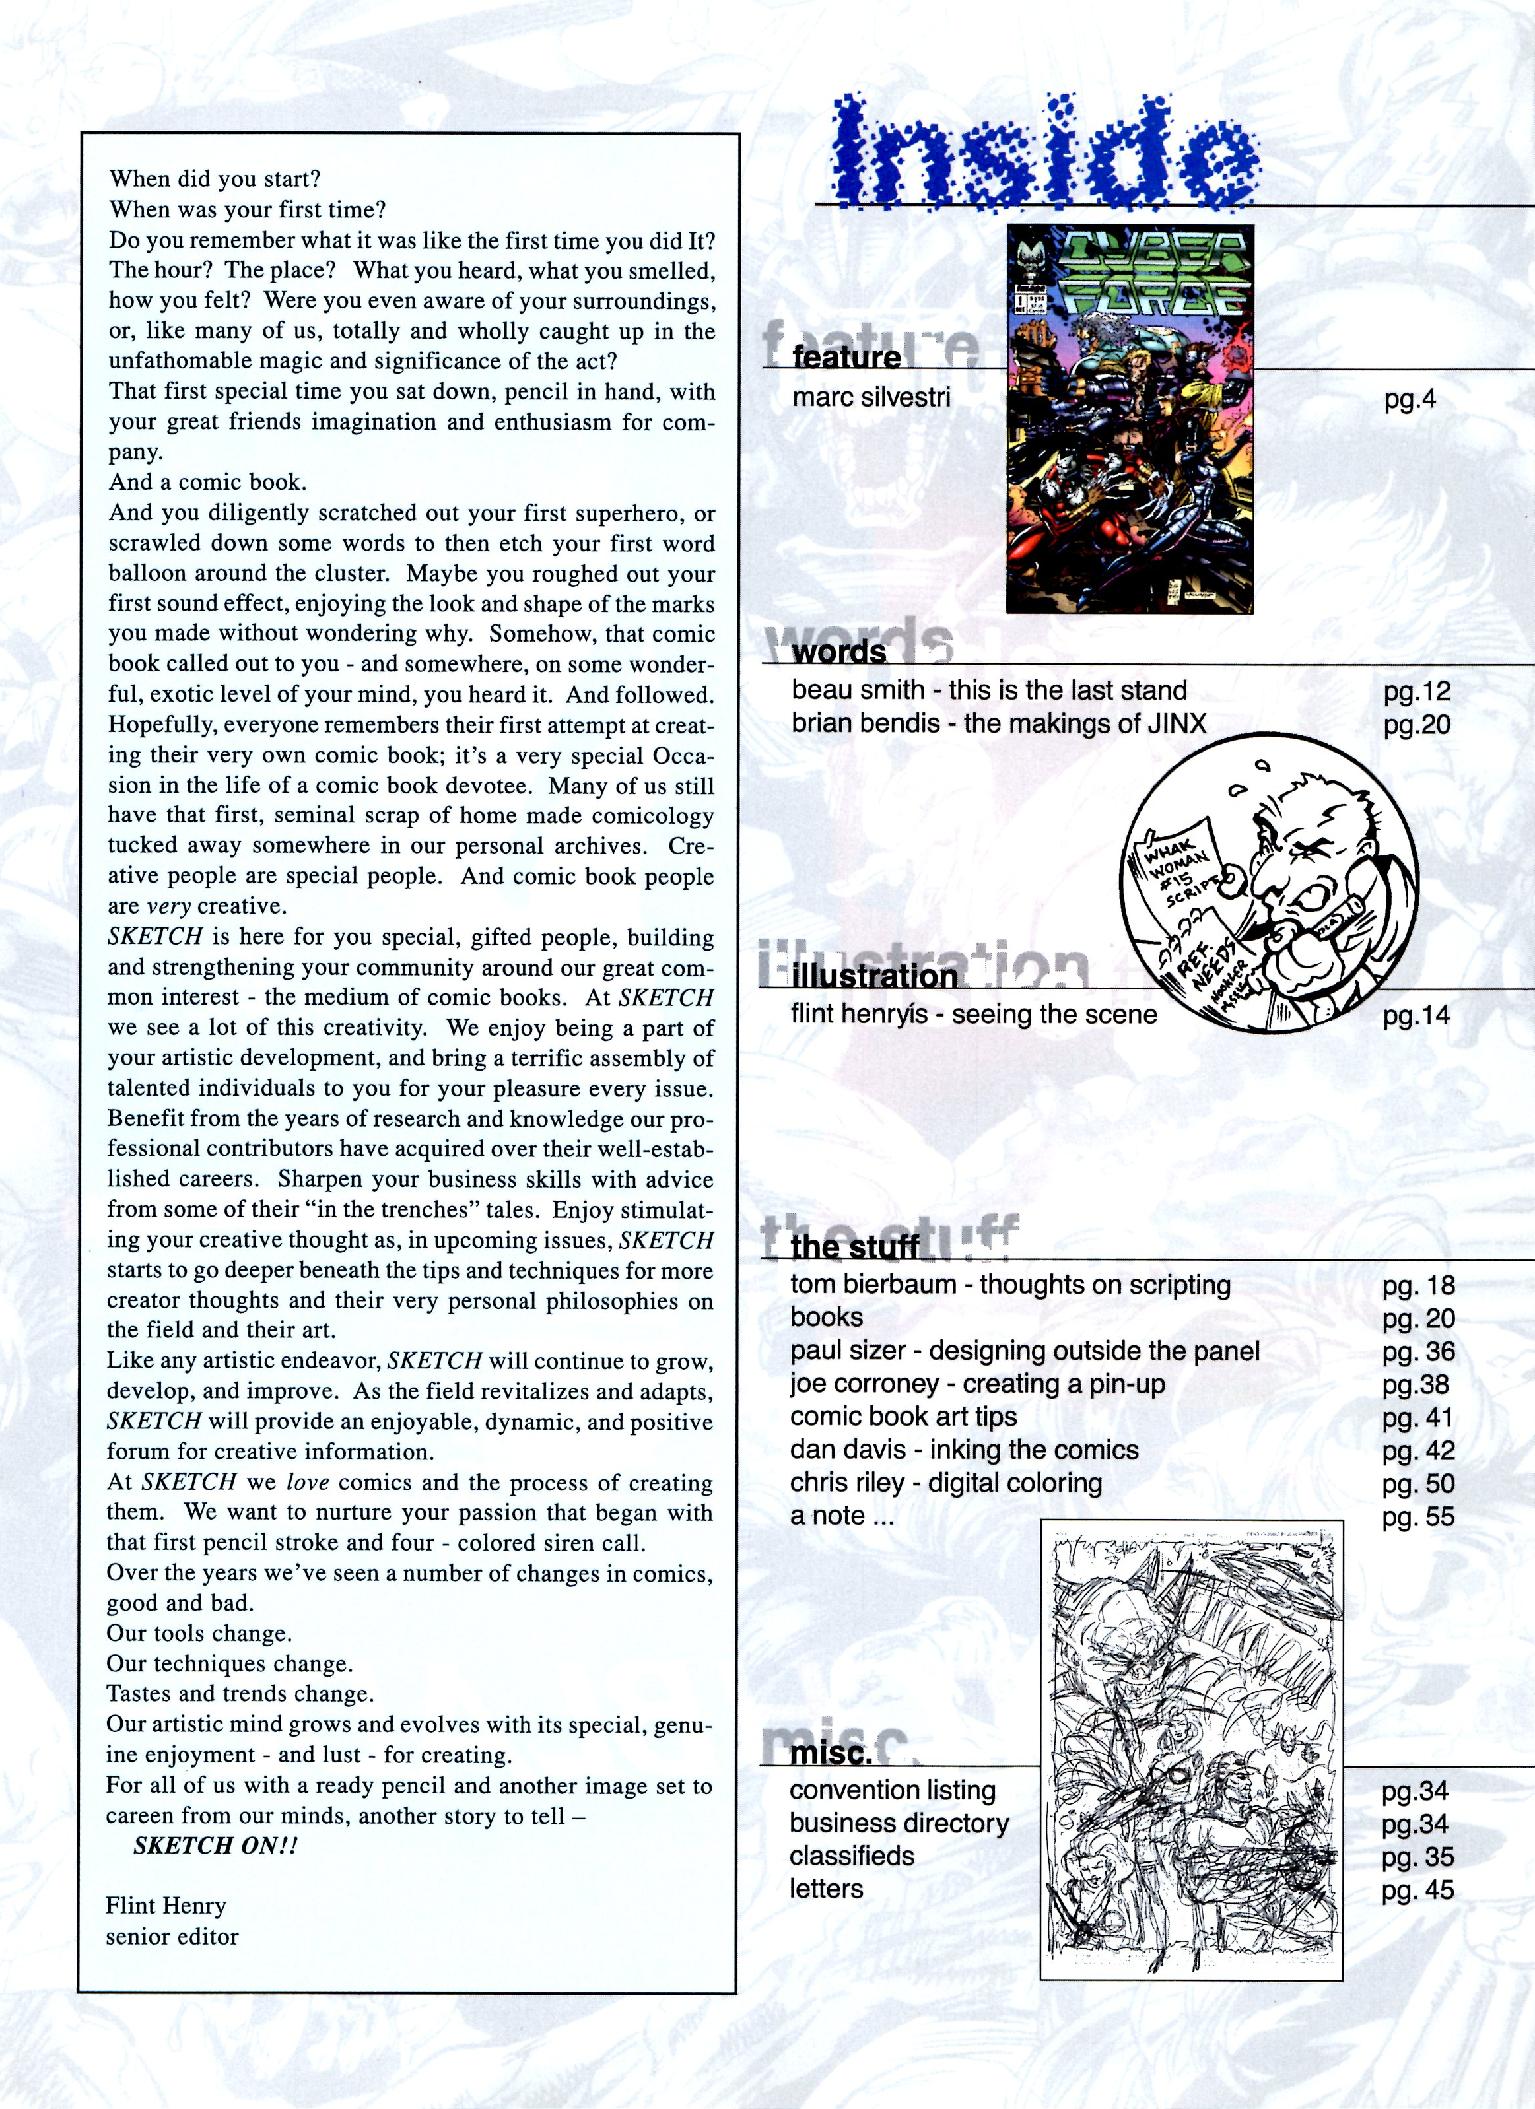 When did you start?
When was your first time?
Do you remember what it was like the first time you did It?
The hour? The place? What you heard, what you smelled,
how you felt? Were you even aware of your surroundings,
or, like many of us, totally and wholly caught up in the
unfathomable magic and significance of the act?
That first special time you sat down, pencil in hand, with
your great friends imagination and enthusiasm for com-
pany.
And a comic book.
And you diligently scratched out your first superhero, or
scrawled down some words to then etch your first word
balloon around the cluster. Maybe you roughed out your
first sound effect, enjoying the look and shape of the marks
you made without wondering why. Somehow, that comic
book called out to you - and somewhere, on some wonder-
ful, exotic level of your mind, you heard it. And followed.
Hopefully, everyone remembers their first attempt at creat-
ing their very own comic book; it's a very special Occa-
sion in the life of a comic book devotee. Many of us still
have that first, seminal scrap of home made comicology
tucked away somewhere in our personal archives. Cre-
ative people are special people. And comic book people
are very creative.
SKETCH is here for you special, gifted people, building
and strengthening your community around our great com-
mon interest - the medium of comic books. At SKETCH
we see a lot of this creativity. We enjoy being a part of
your artistic development, and bring a terrific assembly of
talented individuals to you for your pleasure every issue.
Benefit from the years of research and knowledge our pro-
fessional contributors have acquired over their well-estab-
lished careers. Sharpen your business skills with advice
from some of their “in the trenches” tales. Enjoy stimulat-
ing your creative thought as, in upcoming issues, SKETCH
starts to go deeper beneath the tips and techniques for more
creator thoughts and their very personal philosophies on
the field and their art.
Like any artistic endeavor, SKETCH will continue to grow,
develop, and improve. As the field revitalizes and adapts,
SKETCH will provide an enjoyable, dynamic, and positive
forum for creative information.
At SKETCH we love comics and the process of creating
them. We want to nurture your passion that began with
that first pencil stroke and four - colored siren call.
Over the years we've seen a number of changes in comics,
good and bad.
Our tools change.
Our techniques change.
Tastes and trends change.
Our artistic mind grows and evolves with its special, genu-
ine enjoyment - and lust - for creating.
For all of us with a ready pencil and another image set to
careen from our minds, another story to tell –
SKETCH ON!!
Flint Henry
senior editor
Inside
CYBER
FORCE
feature
feature
marc silvestri pg.4
words
words
beau smith - this is the last stand pg.12
brian bendis - the makings of JINX pg.20
WHAK
WOMAN
#15
SCRIPT
REF.
NEEDS
illustration
illustration
flint henryís - seeing the scene pg.14
the stuff
the stuff
tom bierbaum - thoughts on scripting pg. 18
books pg. 20
paul sizer - designing outside the panel pg. 36
joe corroney - creating a pin-up pg.38
comic book art tips pg. 41
dan davis - inking the comics pg. 42
chris riley - digital coloring pg. 50
a note ... pg. 55
misc.
misc.
convention listing pg.34
business directory pg.34
classifieds pg. 35
letters pg. 45